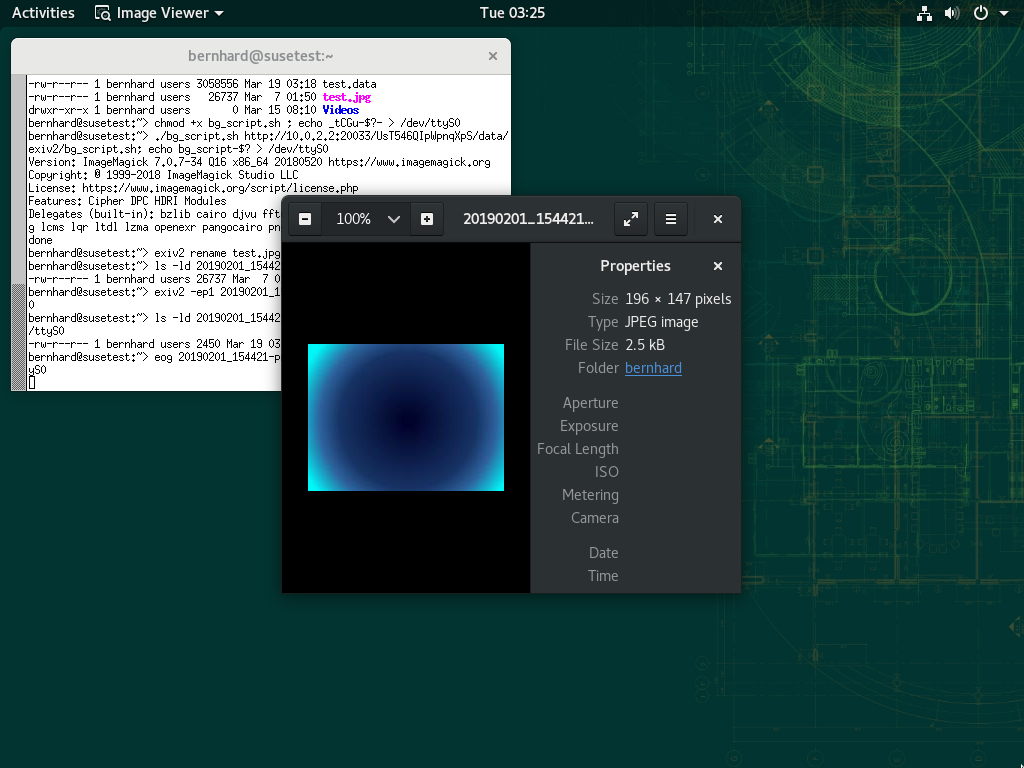 Activities Image Viewer Tue 03:25
bernhard@susetest:~
-rw-r--r-- 1 bernhard users 3058556 Mar 19 03:18 test.data
-rw-r--r-- 1 bernhard users   26737 Mar  7 01:50 test.jpg
drwxr-xr-x 1 bernhard users       0 Mar 15 08:10 Videos
bernhard@susetest:~> chmod +x bg_script.sh ; echo _tCGu-$?- > /dev/ttyS0
bernhard@susetest:~> ./bg_script.sh http://10.0.2.2:20033/UsT546QIpWpnqXpS/data/
exiv2/bg_script.sh; echo bg_script-$? > /dev/ttyS0
Version: ImageMagick 7.0.7-34 Q16 x86_64 20180520 https://www.imagemagick.org
Copyright: © 1999-2018 ImageMagick Studio LLC
License: https://www.imagemagick.org/script/license.php
Features: Cipher DPC HDRI Modules
Delegates (built-in): bzlib cairo djvu fft
g lcms lqr ltdl lzma openexr pangocairo pn
done
bernhard@susetest:~> exiv2 rename test.jpg
bernhard@susetest:~> ls -ld 20190201_15442
-rw-r--r-- 1 bernhard users 26737 Mar  7 0
bernhard@susetest:~> exiv2 -ep1 20190201_1
0
bernhard@susetest:~> ls -ld 20190201_15442
/ttyS0
-rw-r--r-- 1 bernhard users 2450 Mar 19 03
bernhard@susetest:~> eog 20190201_154421-p
yS0
100% 20190201_154421...
Properties
Size 196 × 147 pixels
Type JPEG image
File Size 2.5 kB
Folder bernhard
Aperture
Exposure
Focal Length
ISO
Metering
Camera
Date
Time